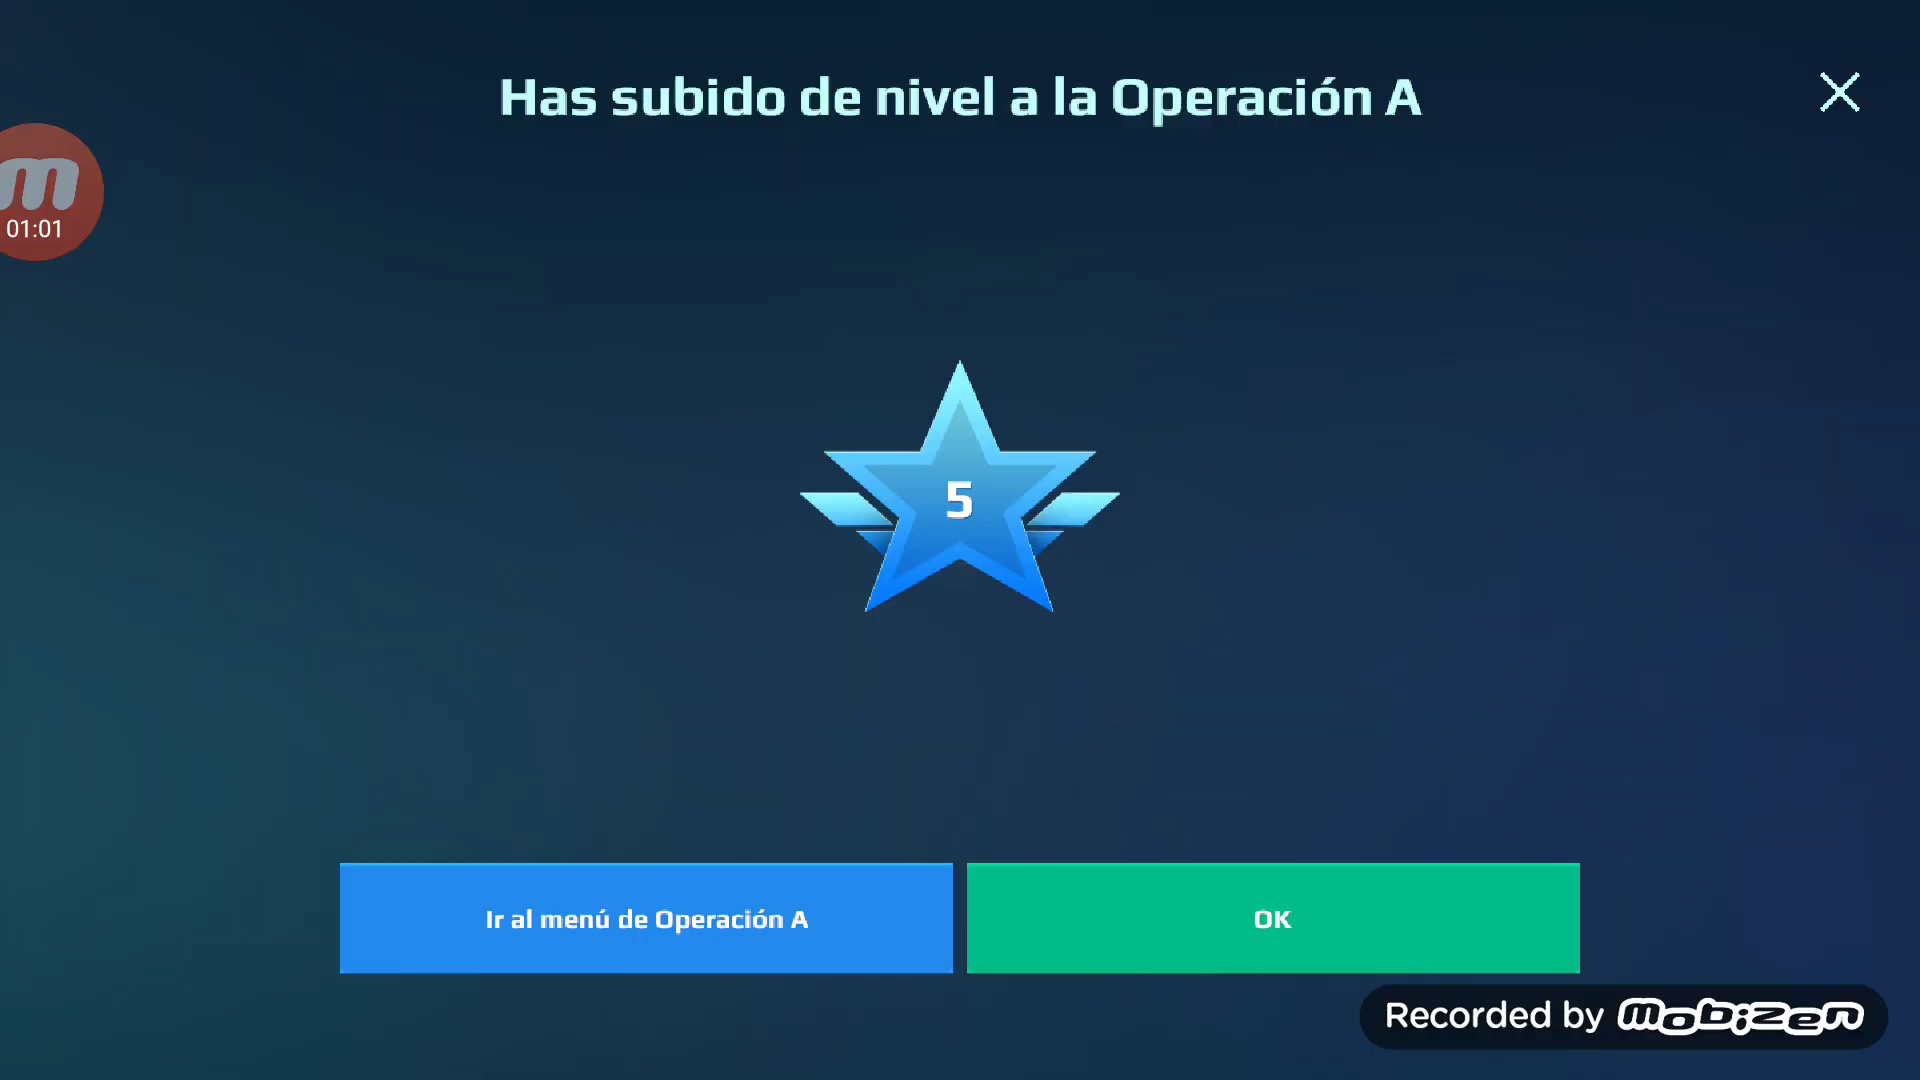 Has subido de nivel a la Operación A
m
01:01
5
Ir al menú de Operación A
OK
Recorded by mobizen